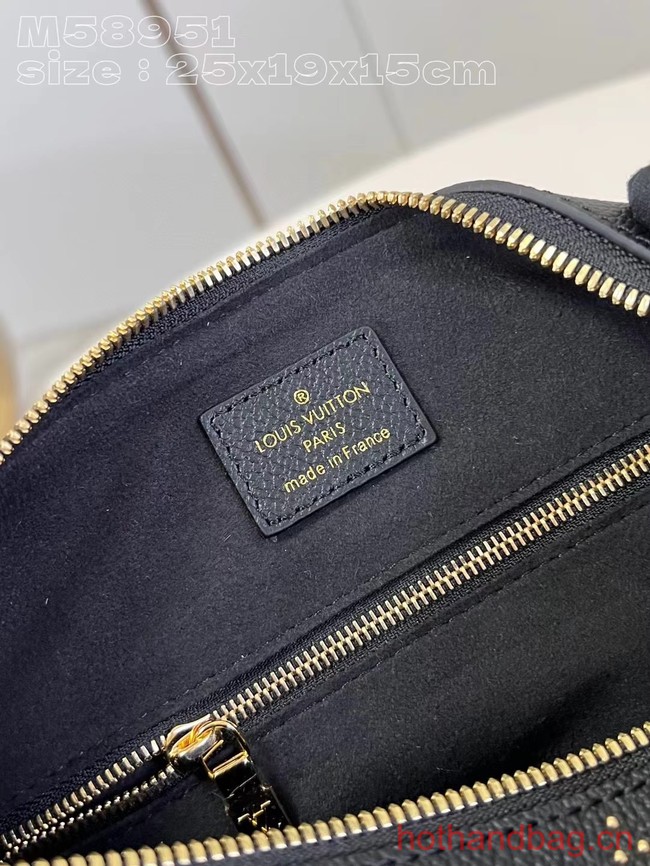 M58951
size : 25x19x15cm
®
LOUIS VUITTON
PARIS
made in France
hothandbag.cn